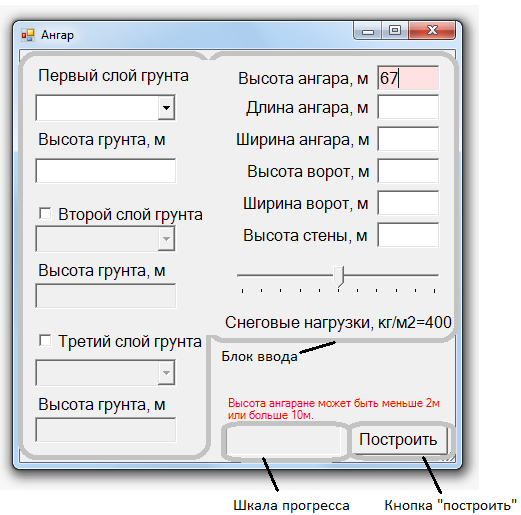 Ангар
Первый слой грунта
Высота грунта, м
Второй слой грунта
Высота грунта, м
Третий слой грунта
Высота грунта, м
Высота ангара, м 67
Длина ангара, м
Ширина ангара, м
Высота ворот, м
Ширина ворот, м
Высота стены, м
Снеговые нагрузки, кг/м2=400
Блок ввода
Высота ангаране может быть меньше 2м
или больше 10м.
Построить
Шкала прогресса
Кнопка "построить"